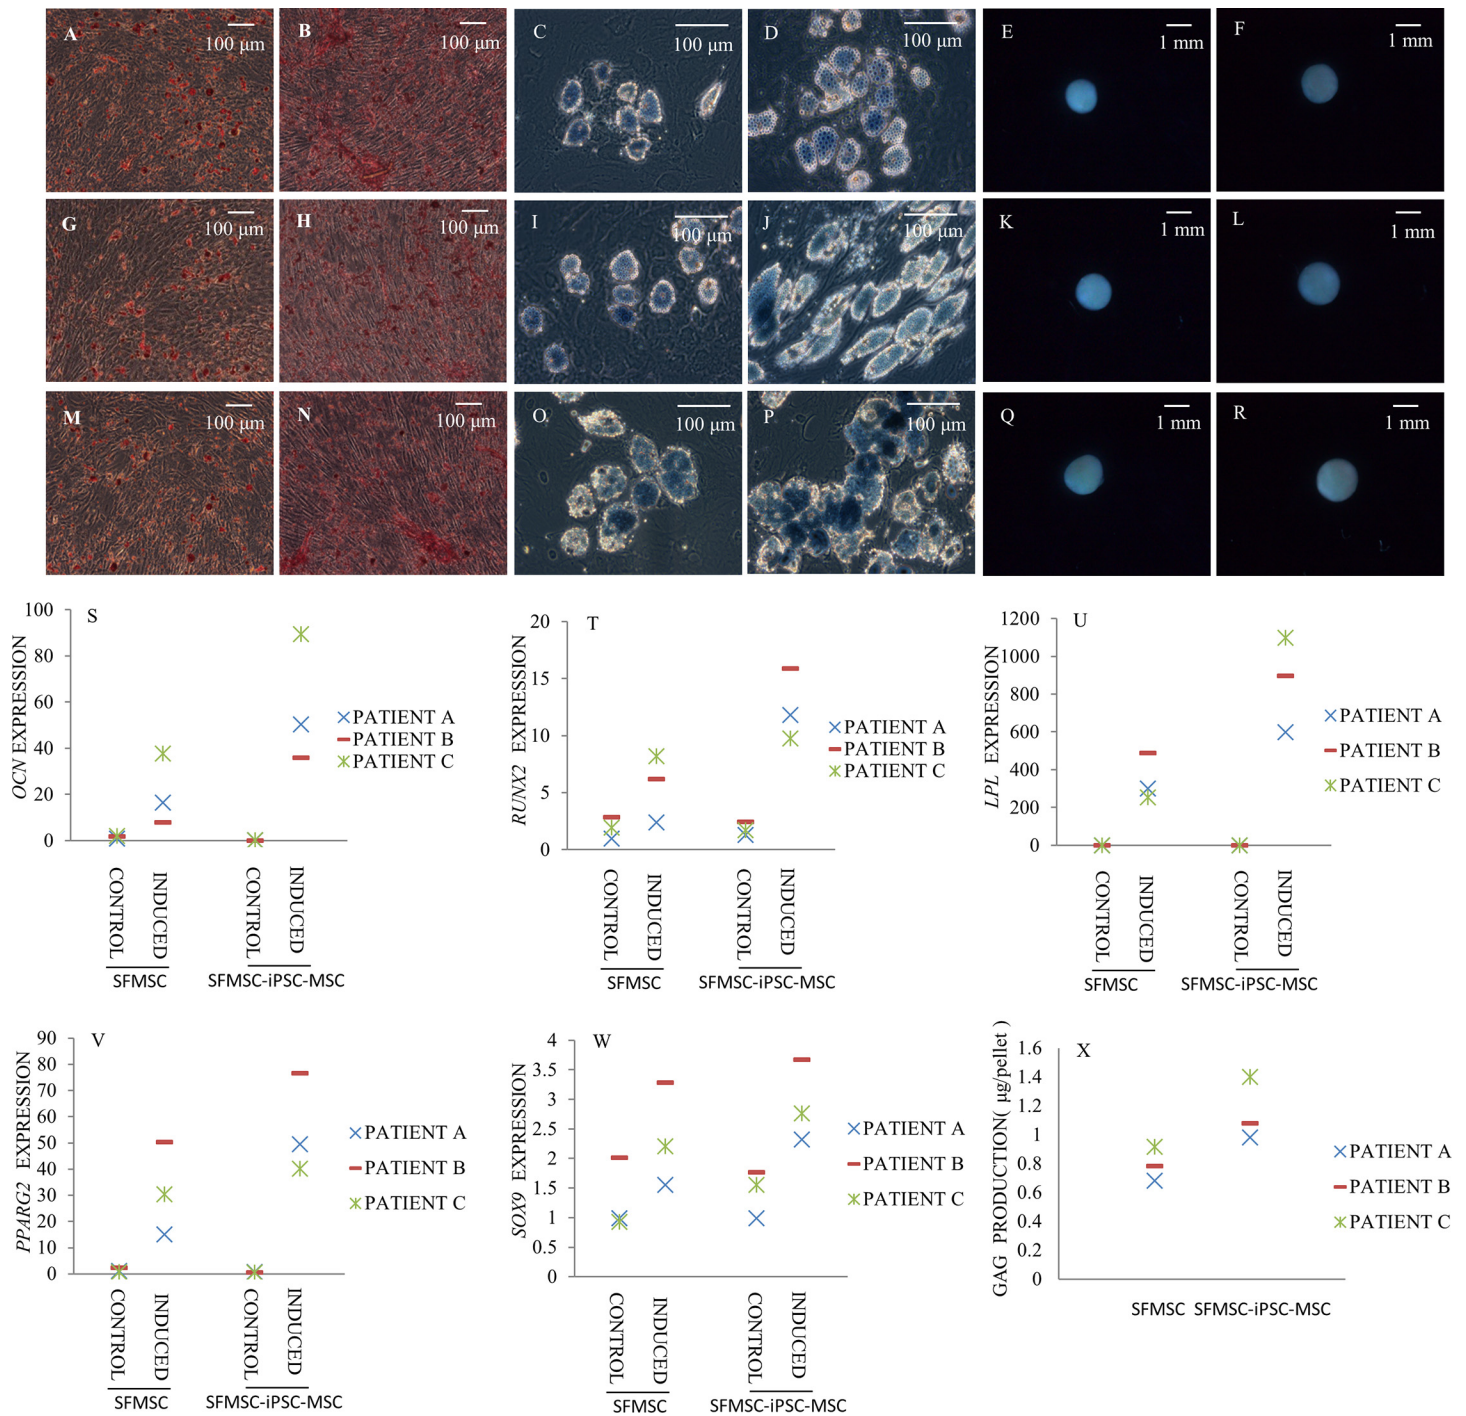 A 100 μm B 100 μm C 100 μm D 100 μm E 1 mm F 1 mm
G 100 μm H 100 μm I 100 μm J 100 μm K 1 mm L 1 mm
M 100 μm N 100 μm O 100 μm P 100 μm Q 1 mm R 1 mm
S
OCN EXPRESSION
100
80
60
40
20
0
PATIENT A
PATIENT B
PATIENT C
CONTROL INDUCED CONTROL INDUCED
SFMSC SFMSC-iPSC-MSC
T
RUNX2 EXPRESSION
20
15
10
5
0
PATIENT A
PATIENT B
PATIENT C
CONTROL INDUCED CONTROL INDUCED
SFMSC SFMSC-iPSC-MSC
U
LPL EXPRESSION
1200
1000
800
600
400
200
0
PATIENT A
PATIENT B
PATIENT C
CONTROL INDUCED CONTROL INDUCED
SFMSC SFMSC-iPSC-MSC
V
PPARG2 EXPRESSION
90
80
70
60
50
40
30
20
10
0
PATIENT A
PATIENT B
PATIENT C
CONTROL INDUCED CONTROL INDUCED
SFMSC SFMSC-iPSC-MSC
W
SOX9 EXPRESSION
4
3.5
3
2.5
2
1.5
1
0.5
0
PATIENT A
PATIENT B
PATIENT C
CONTROL INDUCED CONTROL INDUCED
SFMSC SFMSC-iPSC-MSC
X
GAG PRODUCTION( μg/pellet )
1.6
1.4
1.2
1
0.8
0.6
0.4
0.2
0
PATIENT A
PATIENT B
PATIENT C
SFMSC SFMSC-iPSC-MSC